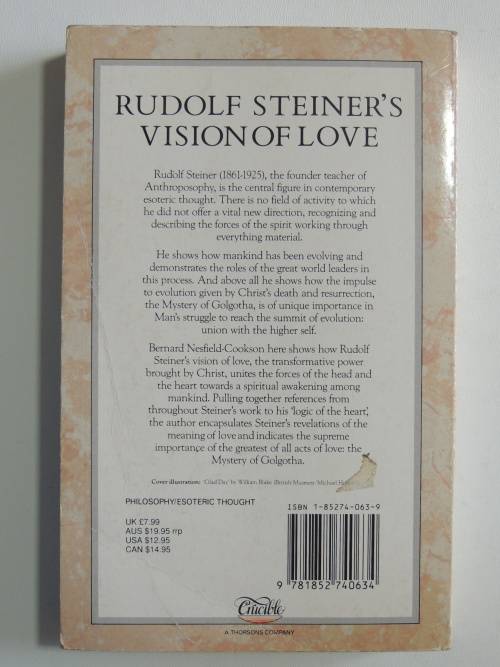 RUDOLF STEINER'S
VISION OF LOVE
Rudolf Steiner (1861-1925), the founder teacher of
Anthroposophy, is the central figure in contemporary
esoteric thought. There is no field of activity to which
he did not offer a vital new direction, recognizing and
describing the forces of the spirit working through
everything material.
He shows how mankind has been evolving and
demonstrates the roles of the great world leaders in
this process. And above all he shows how the impulse
to evolution given by Christ's death and resurrection,
the Mystery of Golgotha, is of unique importance in
Man's struggle to reach the summit of evolution:
union with the higher self.
Bernard Nesfield-Cookson here shows how Rudolf
Steiner's vision of love, the transformative power
brought by Christ, unites the forces of the head and
the heart towards a spiritual awakening among
mankind. Pulling together references from
throughout Steiner's work to his 'logic of the heart',
the author encapsulates Steiner's revelations of the
meaning of love and indicates the supreme
importance of the greatest of all acts of love: the
Mystery of Golgotha.
Cover illustration: 'Glad Day' by William Blake (British Museum/Michael
PHILOSOPHY/ESOTERIC THOUGHT
ISBN 1-85274-063-9
UK £7.99
AUS $19.95 rrp
USA $12.95
CAN $14.95
9 781852 740634
Crucible
A THORSONS COMPANY